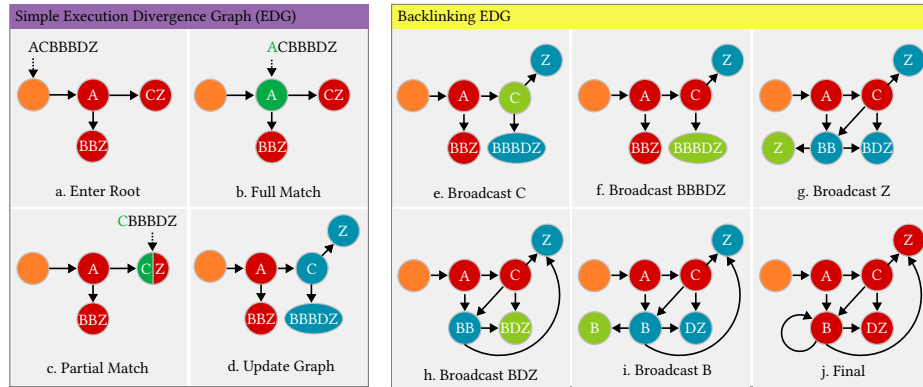 Simple Execution Divergence Graph (EDG)
ACBBBDZ
A
CZ
BBZ
a. Enter Root
ACBBBDZ
A
CZ
BBZ
b. Full Match
CBBBDZ
A
C Z
BBZ
c. Partial Match
Z
A
C
BBZ
BBBDZ
d. Update Graph
Backlinking EDG
Z
A
C
BBZ
BBBDZ
e. Broadcast C
Z
A
C
BBZ
BBBDZ
f. Broadcast BBBDZ
Z
A
C
Z
BB
BDZ
g. Broadcast Z
Z
A
C
BB
BDZ
h. Broadcast BDZ
Z
A
C
B
B
DZ
i. Broadcast B
Z
A
C
B
DZ
j. Final